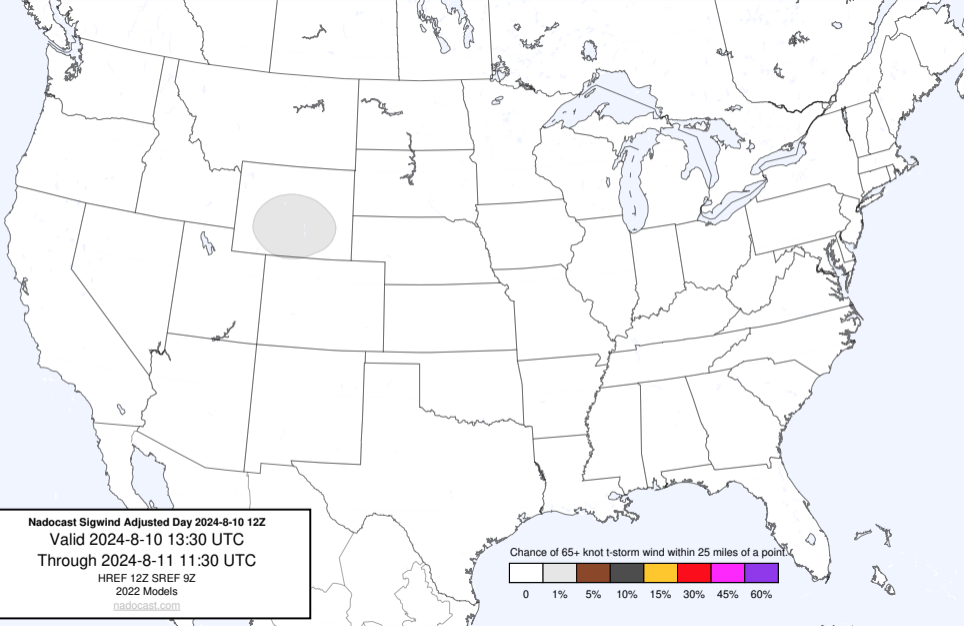 Nadocast Sigwind Adjusted Day 2024-8-10 12Z
Valid 2024-8-10 13:30 UTC
Through 2024-8-11 11:30 UTC
HREF 12Z SREF 9Z
2022 Models
nadocast.com
Chance of 65+ knot t-storm wind within 25 miles of a point.
0 1% 5% 10% 15% 30% 45% 60%